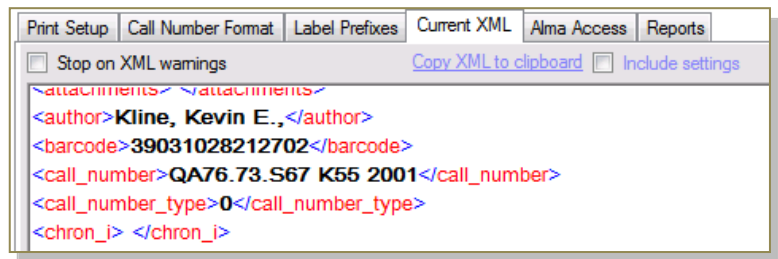 Print Setup Call Number Format Label Prefixes Current XML Alma Access Reports
Stop on XML warnings Copy XML to clipboard Include settings
<attachments> </attachments>
<author>Kline, Kevin E.,</author>
<barcode>39031028212702</barcode>
<call_number>QA76.73.S67 K55 2001</call_number>
<call_number_type>0</call_number_type>
<chron_i> </chron_i>